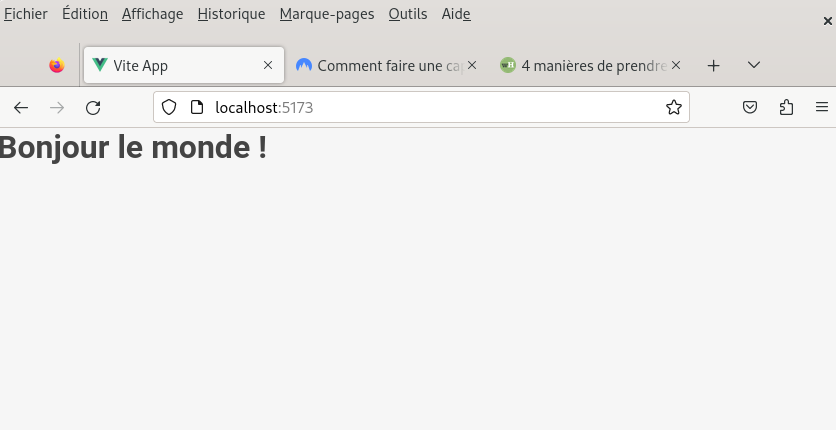 Fichier Édition Affichage Historique Marque-pages Outils Aide
Vite App Comment faire une ca 4 manières de prendre
localhost:5173
Bonjour le monde !